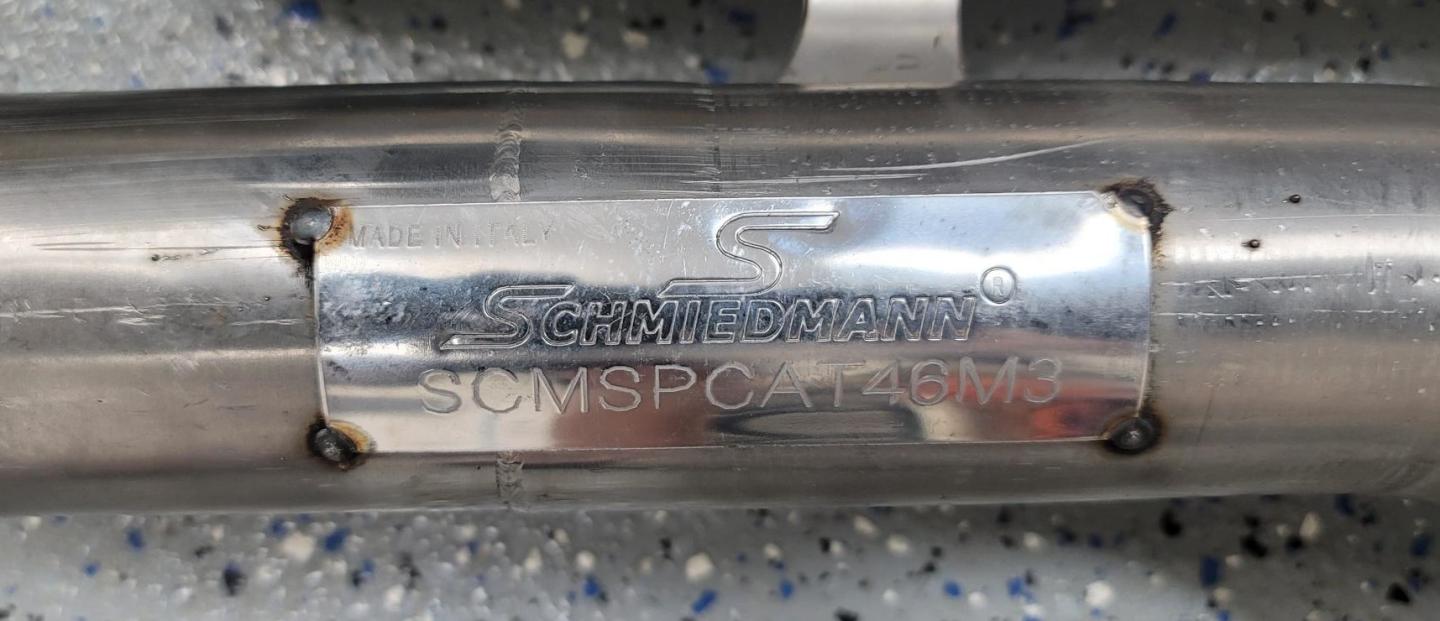 MADE IN ITALY
S
SCHMIEDMANN®
SCMSPCAT46M3